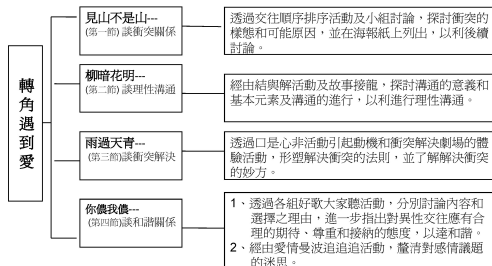 轉角遇到愛
見山不是山---
(第一節)談衝突關係
透過交往順序排序活動及小組討論，探討衝突的
樣態和可能原因，並在海報紙上列出，以利後續
討論。
柳暗花明---
(第二節)談理性溝通
經由結與解活動及故事接龍，探討溝通的意義和
基本元素及溝通的進行，以利進行理性溝通。
雨過天青---
(第三節)談衝突解決
透過口是心非活動引起動機和衝突解決劇場的體
驗活動，形塑解決衝突的法則，並了解解決衝突
的妙方。
你儂我儂---
(第四節)談和諧關係
1、透過各組好歌大家聽活動，分別討論內容和
選擇之理由，進一步指出對異性交往應有合
理的期待、尊重和接納的態度，以達和諧。
2、經由愛情曼波追追追活動，釐清對感情議題
的迷思。